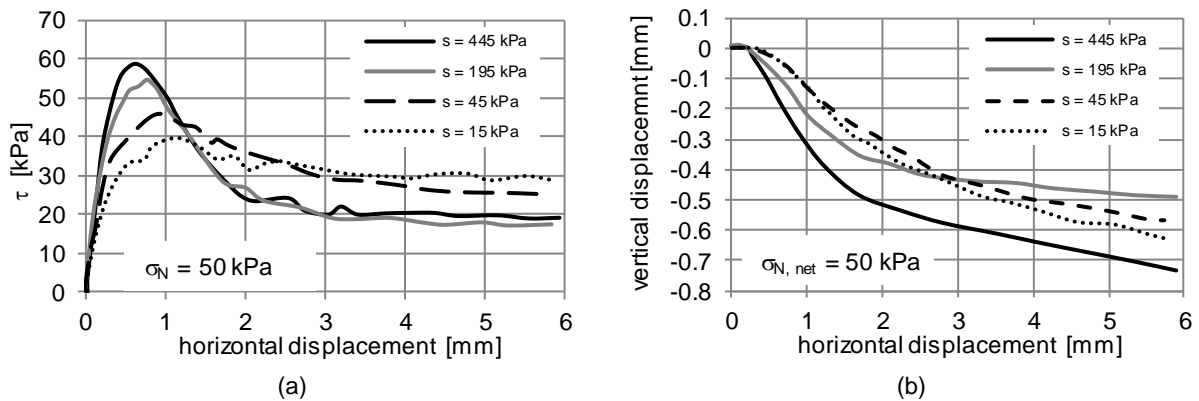 τ [kPa]
70
60
50
40
30
20
10
0
s = 445 kPa
s = 195 kPa
s = 45 kPa
s = 15 kPa
σN = 50 kPa
0 1 2 3 4 5 6
horizontal displacement [mm]
(a)
vertical displacemnt [mm]
0.1
0
-0.1
-0.2
-0.3
-0.4
-0.5
-0.6
-0.7
-0.8
s = 445 kPa
s = 195 kPa
s = 45 kPa
s = 15 kPa
σN, net = 50 kPa
0 1 2 3 4 5 6
horizontal displacement [mm]
(b)